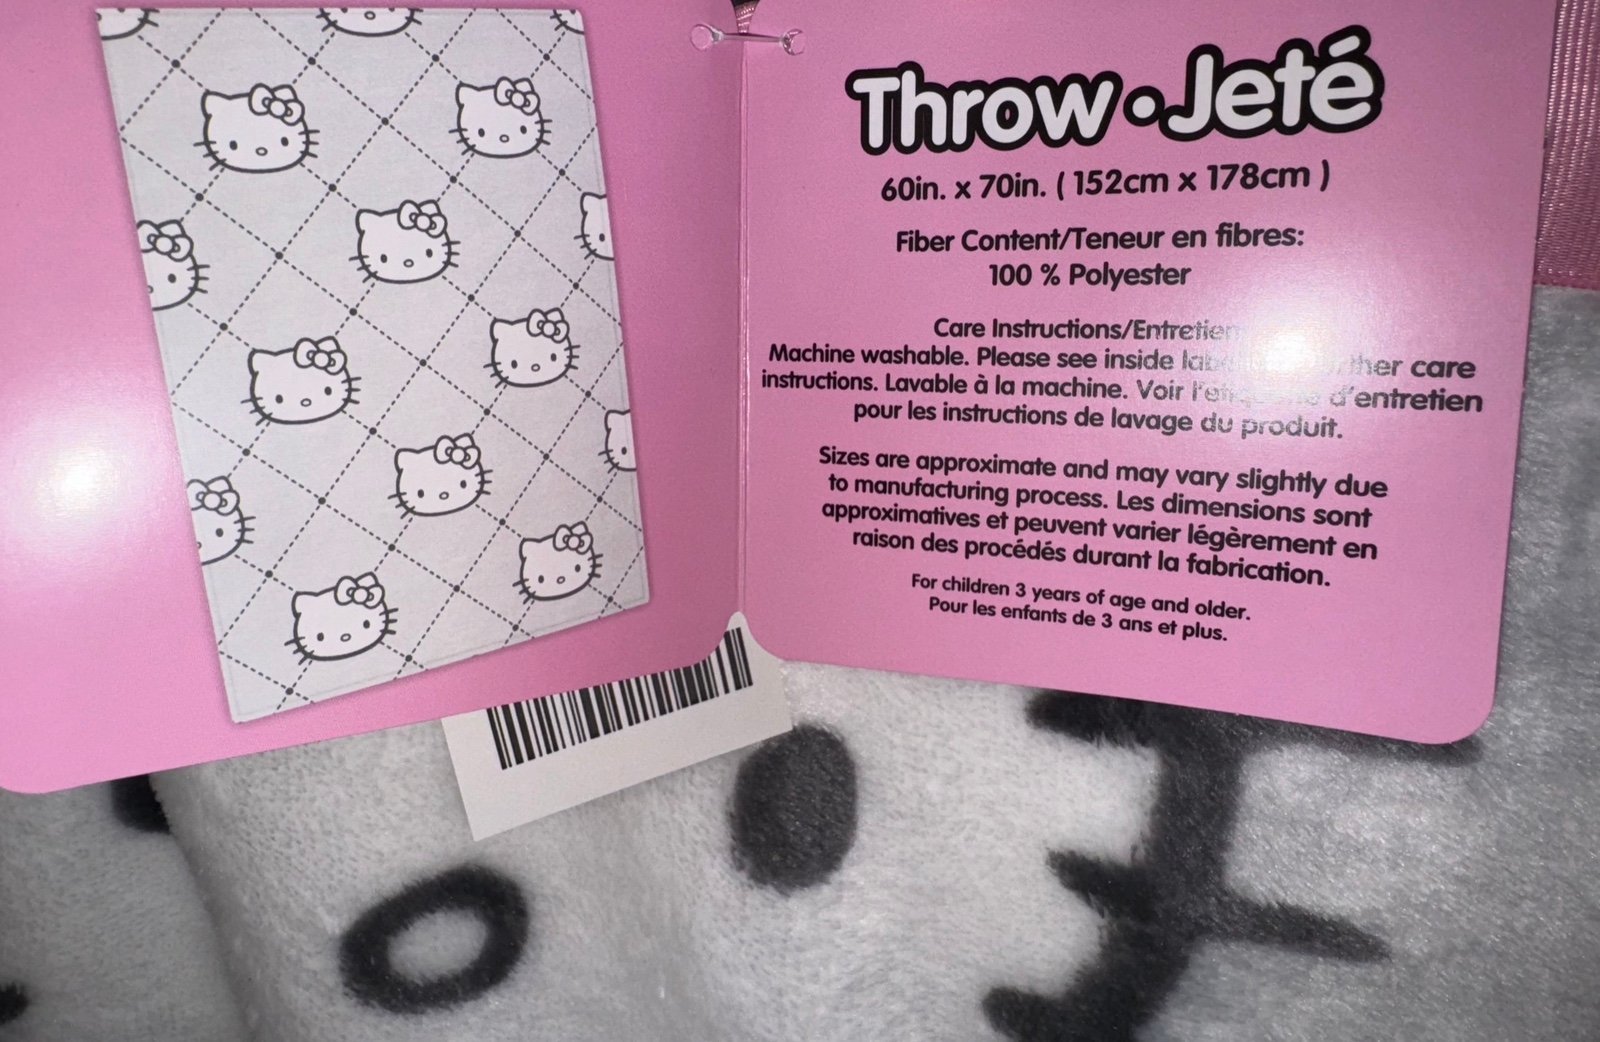 Throw • Jeté
60in. x 70in. ( 152cm x 178cm )
Fiber Content/Teneur en fibres:
100 % Polyester
Care Instructions/Entretien
Machine washable. Please see inside care
instructions. Lavable à la machine. Voir d'entretien
pour les instructions de lavage du produit.
Sizes are approximate and may vary slightly due
to manufacturing process. Les dimensions sont
approximatives et peuvent varier légèrement en
raison des procédés durant la fabrication.
For children 3 years of age and older.
Pour les enfants de 3 ans et plus.